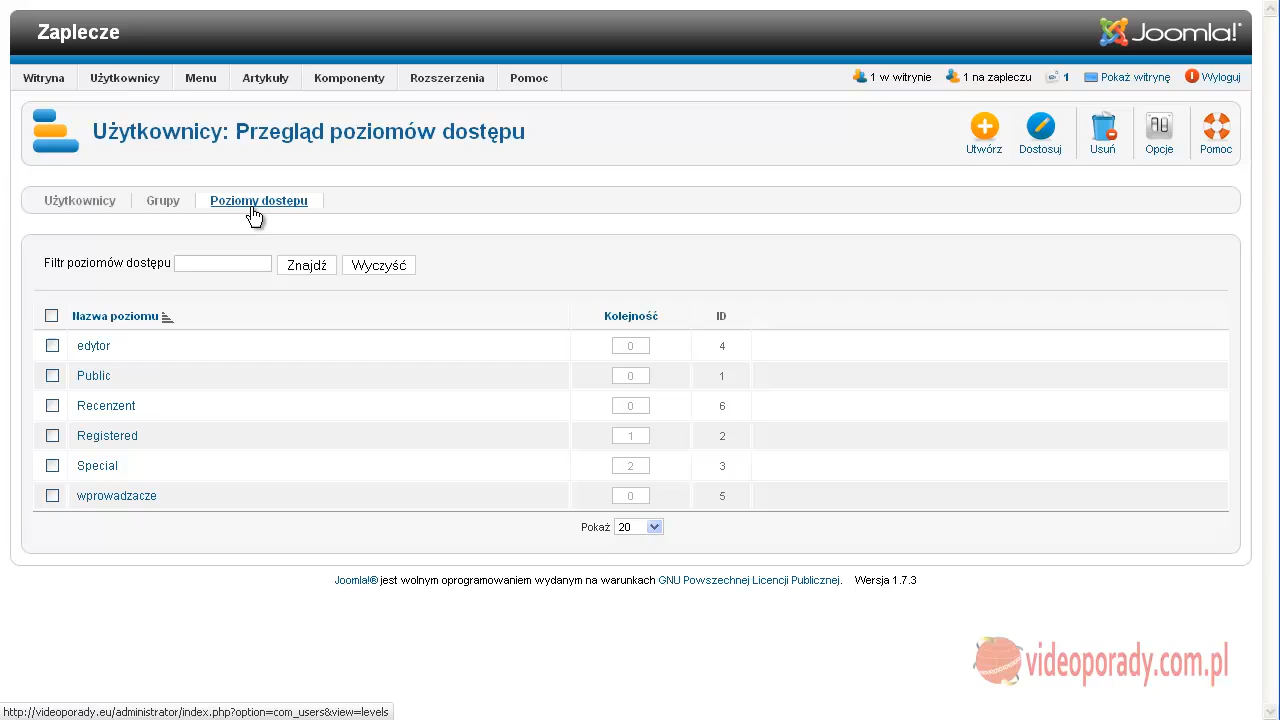 Zaplecze
Joomla!®
Witryna Użytkownicy Menu Artykuły Komponenty Rozszerzenia Pomoc 1 w witrynie 1 na zapleczu 1 Pokaż witrynę Wyloguj
Użytkownicy: Przegląd poziomów dostępu
Utwórz Dostosuj Usuń Opcje Pomoc
Użytkownicy Grupy Poziomy dostępu
Filtr poziomów dostępu Znajdź Wyczyść
Nazwa poziomu Kolejność ID
edytor 0 4
Public 0 1
Recenzent 0 6
Registered 1 2
Special 2 3
wprowadzacze 0 5
Pokaż 20
Joomla!® jest wolnym oprogramowaniem wydanym na warunkach GNU Powszechnej Licencji Publicznej. Wersja 1.7.3
videoporady.com.pl
http://videoporady.eu/administrator/index.php?option=com_users&view=levels